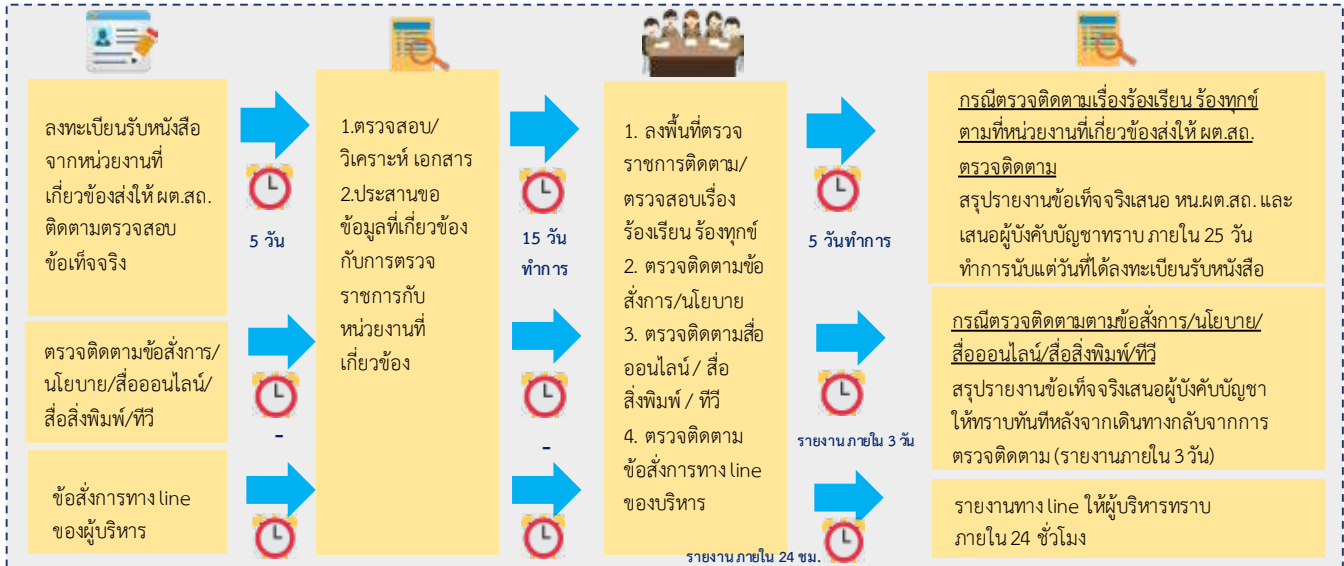 ลงทะเบียนรับหนังสือ
จากหน่วยงานที่
เกี่ยวข้องส่งให้ ผต.สถ.
ติดตามตรวจสอบ
ข้อเท็จจริง
5 วัน
1.ตรวจสอบ/
วิเคราะห์ เอกสาร
2.ประสานขอ
ข้อมูลที่เกี่ยวข้อง
กับการตรวจ
ราชการกับ
หน่วยงานที่
เกี่ยวข้อง
15 วัน
ทำการ
1. ลงพื้นที่ตรวจ
ราชการติดตาม/
ตรวจสอบเรื่อง
ร้องเรียน ร้องทุกข์
2. ตรวจติดตามข้อ
สั่งการ/นโยบาย
3. ตรวจติดตามสื่อ
ออนไลน์ / สื่อ
สิ่งพิมพ์ / ทีวี
4. ตรวจติดตาม
ข้อสั่งการทาง line
ของบริหาร
5 วันทำการ
กรณีตรวจติดตามเรื่องร้องเรียน ร้องทุกข์
ตามที่หน่วยงานที่เกี่ยวข้องส่งให้ ผต.สถ.
ตรวจติดตาม
สรุปรายงานข้อเท็จจริงเสนอ หน.ผต.สถ. และ
เสนอผู้บังคับบัญชาทราบ ภายใน 25 วัน
ทำการนับแต่วันที่ได้ลงทะเบียนรับหนังสือ
ตรวจติดตามข้อสั่งการ/
นโยบาย/สื่อออนไลน์/
สื่อสิ่งพิมพ์/ทีวี
-
-
รายงาน ภายใน 3 วัน
กรณีตรวจติดตามตามข้อสั่งการ/นโยบาย/
สื่อออนไลน์/สื่อสิ่งพิมพ์/ทีวี
สรุปรายงานข้อเท็จจริงเสนอผู้บังคับบัญชา
ให้ทราบทันทีหลังจากเดินทางกลับจากการ
ตรวจติดตาม (รายงานภายใน 3 วัน)
ข้อสั่งการทาง line
ของผู้บริหาร
รายงาน ภายใน 24 ชม.
รายงานทาง line ให้ผู้บริหารทราบ
ภายใน 24 ชั่วโมง